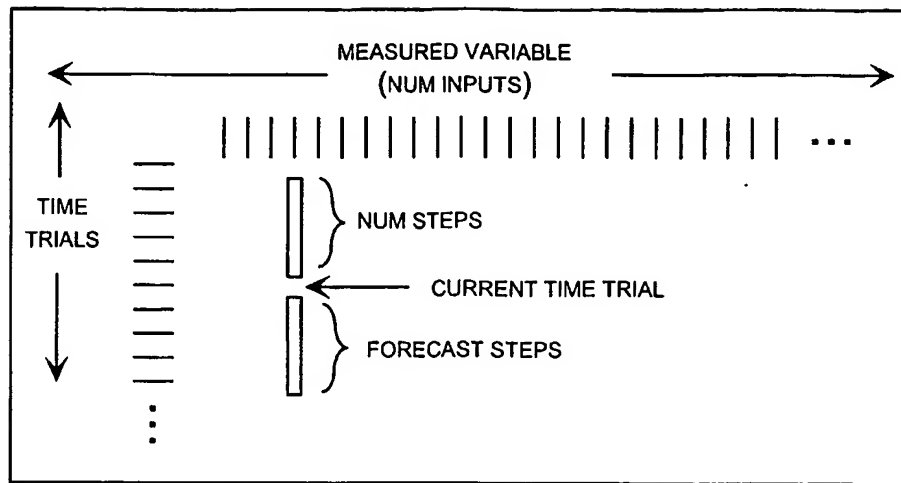 MEASURED VARIABLE
(NUM INPUTS)
TIME
TRIALS
NUM STEPS
CURRENT TIME TRIAL
FORECAST STEPS